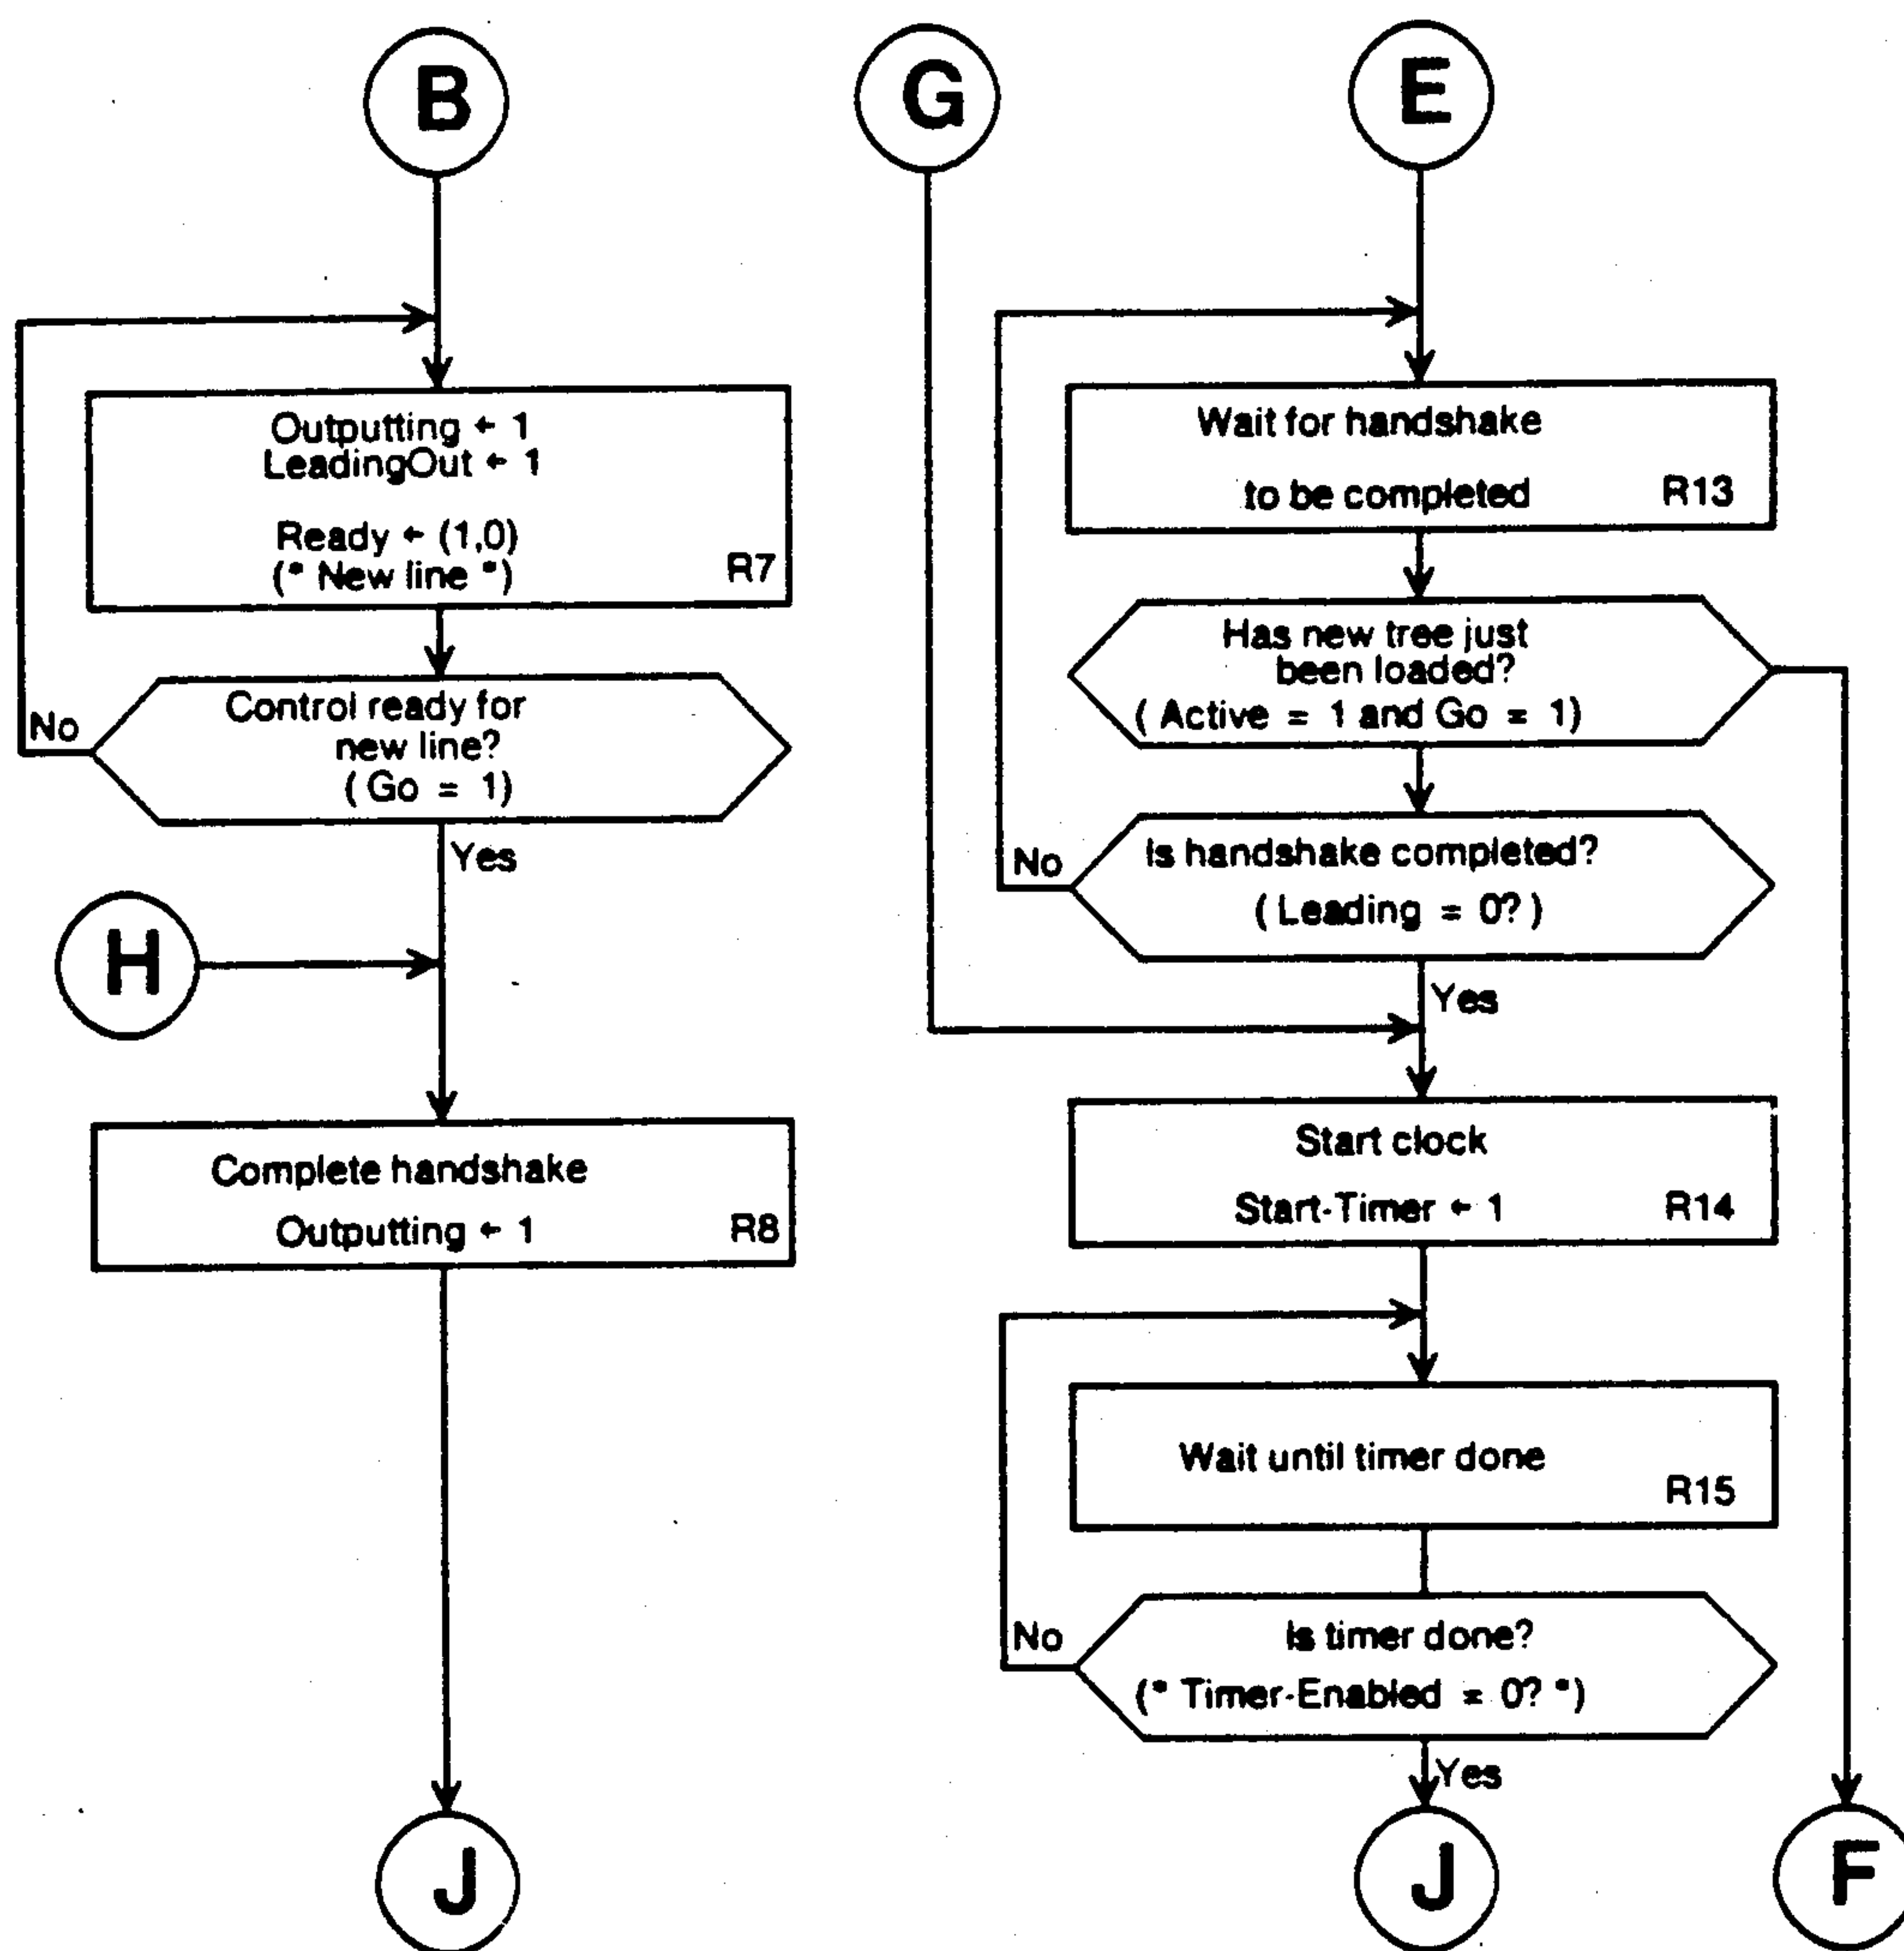 B
G
E
Outputting ← 1
LeadingOut ← 1
Ready ← (1,0)
(* New line *)
R7
No
Control ready for
new line?
( Go = 1)
Yes
H
Complete handshake
Outputting ← 1
R8
J
Wait for handshake
to be completed
R13
Has new tree just
been loaded?
( Active = 1 and Go = 1)
No
Is handshake completed?
( Leading = 0? )
Yes
Start clock
Start-Timer ← 1
R14
Wait until timer done
R15
No
Is timer done?
(* Timer-Enabled = 0? *)
Yes
J
F